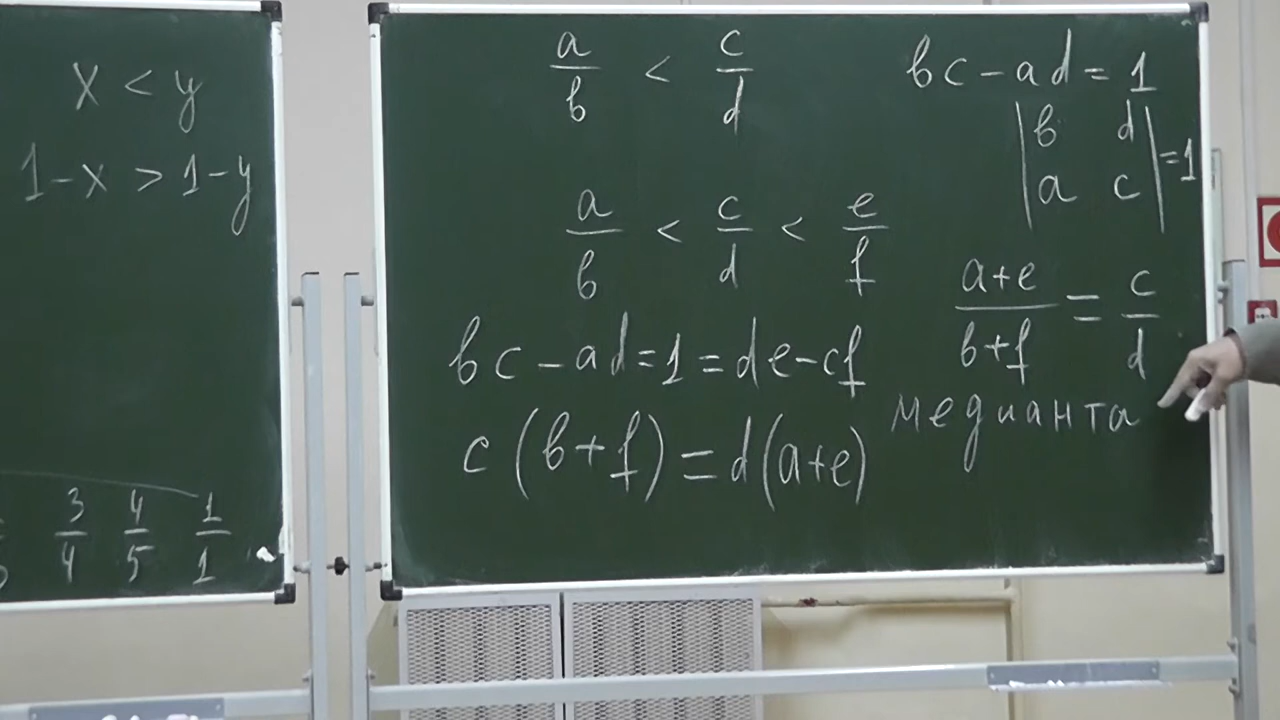 x < y
1-x > 1-y
3/4 4/5 1/1
a/b < c/d
bc-ad=1
|b d|
|a c| =1
a/b < c/d < e/f
(a+e)/(b+f) = c/d
bc-ad=1=de-cf
медианта
c(b+f)=d(a+e)